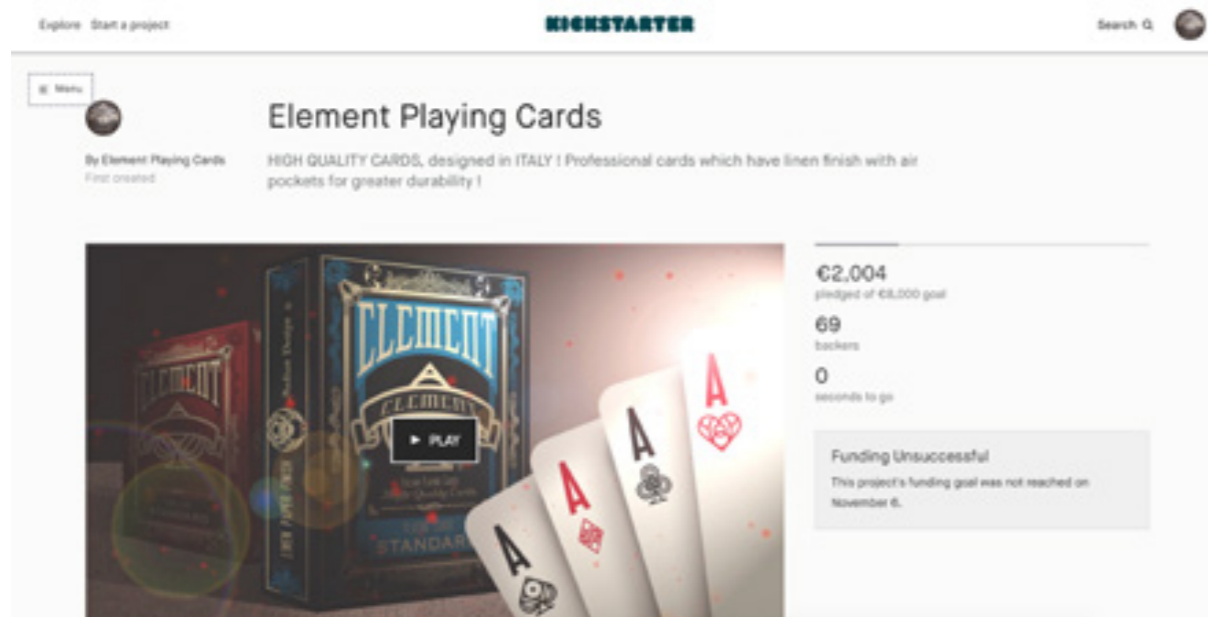 Explore Start a project
KICKSTARTER
Search
Menu
By Element Playing Cards
First created
Element Playing Cards
HIGH QUALITY CARDS, designed in ITALY ! Professional cards which have linen finish with air
pockets for greater durability !
ELEMENT
ELEMENT
ELEMENT
PLAY
STANDAR
A
A
A
A
€2,004
pledged of €8,000 goal
69
backers
0
seconds to go
Funding Unsuccessful
This project's funding goal was not reached on
November 6.